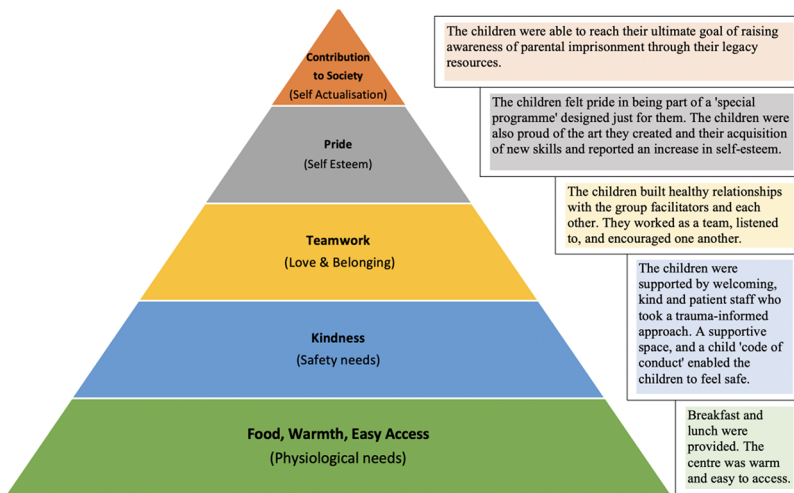 Contribution
to Society
(Self Actualisation)
The children were able to reach their ultimate goal of raising
awareness of parental imprisonment through their legacy
resources.
Pride
(Self Esteem)
The children felt pride in being part of a 'special
programme' designed just for them. The children were
also proud of the art they created and their acquisition
of new skills and reported an increase in self-esteem.
Teamwork
(Love & Belonging)
The children built healthy relationships
with the group facilitators and each
other. They worked as a team, listened
to, and encouraged one another.
Kindness
(Safety needs)
The children were
supported by welcoming,
kind and patient staff who
took a trauma-informed
approach. A supportive
space, and a child 'code of
conduct' enabled the
children to feel safe.
Food, Warmth, Easy Access
(Physiological needs)
Breakfast and
lunch were
provided. The
centre was warm
and easy to access.